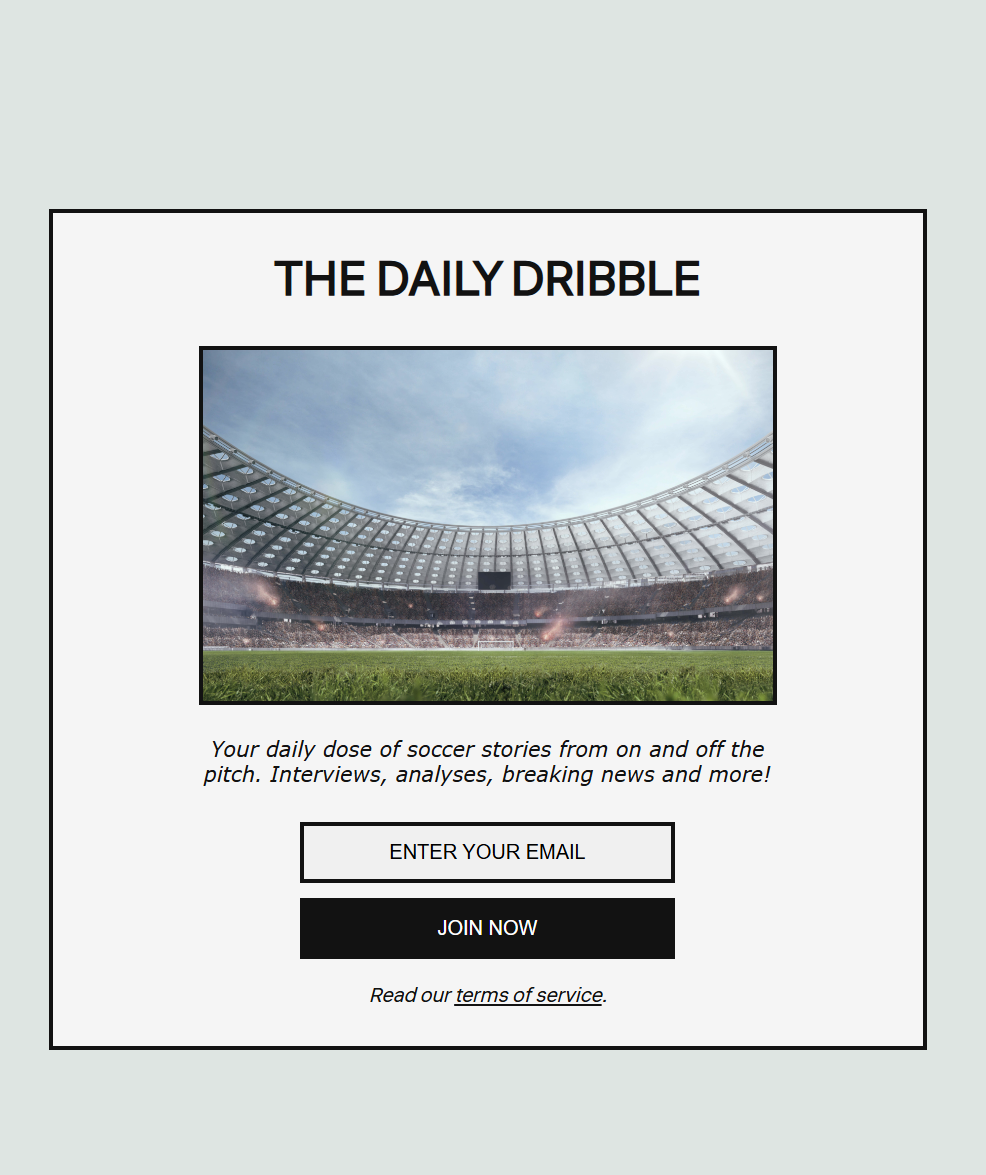 THE DAILY DRIBBLE
Your daily dose of soccer stories from on and off the
pitch. Interviews, analyses, breaking news and more!
ENTER YOUR EMAIL
JOIN NOW
Read our terms of service.